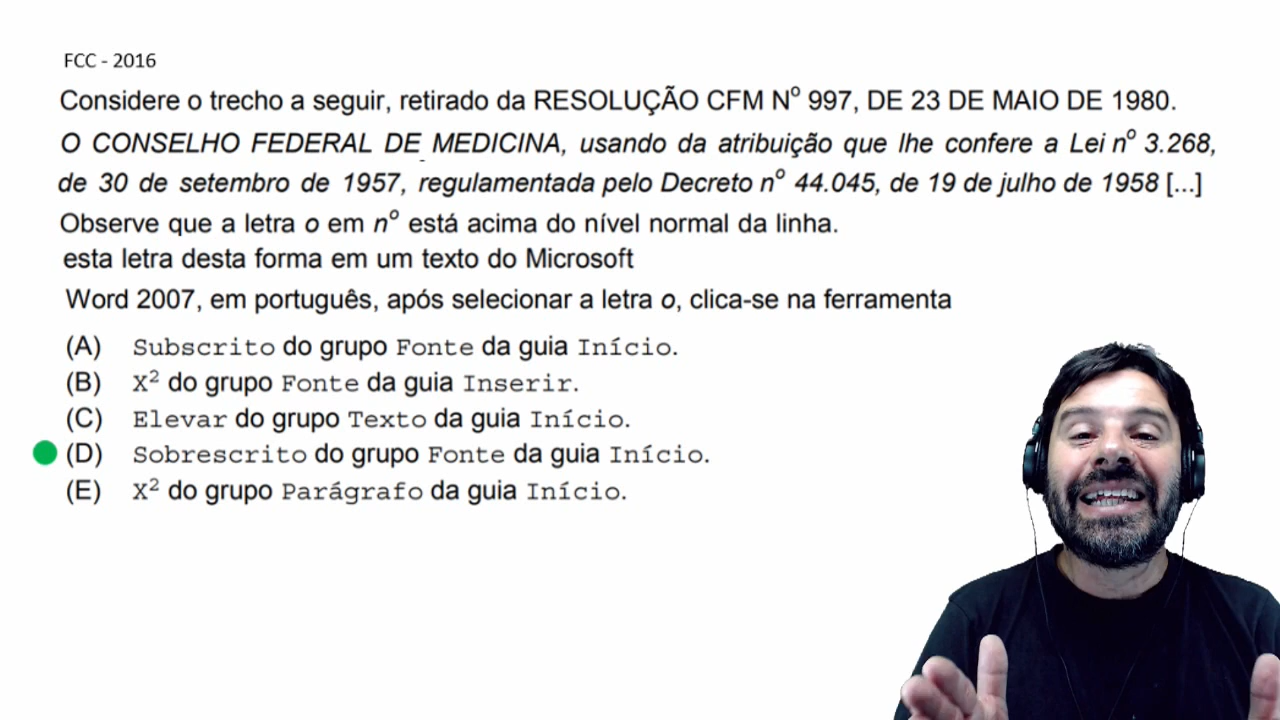 FCC - 2016
Considere o trecho a seguir, retirado da RESOLUÇÃO CFM Nº 997, DE 23 DE MAIO DE 1980.
O CONSELHO FEDERAL DE MEDICINA, usando da atribuição que lhe confere a Lei nº 3.268,
de 30 de setembro de 1957, regulamentada pelo Decreto nº 44.045, de 19 de julho de 1958 [...]
Observe que a letra o em nº está acima do nível normal da linha.
esta letra desta forma em um texto do Microsoft
Word 2007, em português, após selecionar a letra o, clica-se na ferramenta
(A) Subscrito do grupo Fonte da guia Início.
(B) X² do grupo Fonte da guia Inserir.
(C) Elevar do grupo Texto da guia Início.
(D) Sobrescrito do grupo Fonte da guia Início.
(E) X² do grupo Parágrafo da guia Início.